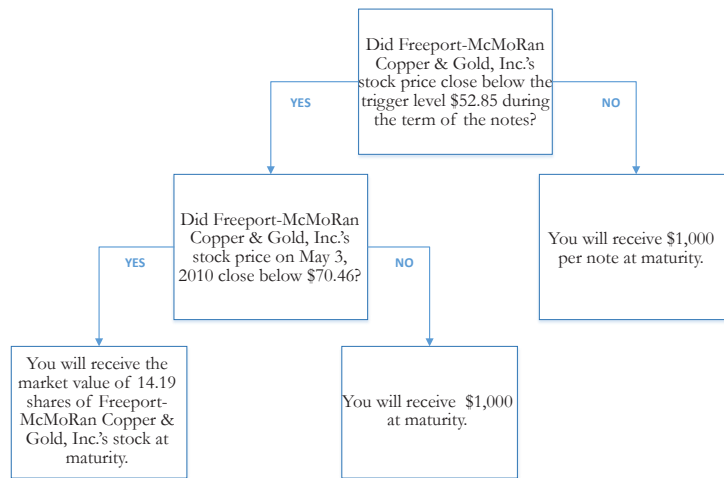 Did Freeport-McMoRan
Copper & Gold, Inc.'s
stock price close below the
trigger level $52.85 during
the term of the notes?
YES
NO
Did Freeport-McMoRan
Copper & Gold, Inc.'s
stock price on May 3,
2010 close below $70.46?
You will receive $1,000
per note at maturity.
YES
NO
You will receive the
market value of 14.19
shares of Freeport-
McMoRan Copper &
Gold, Inc.'s stock at
maturity.
You will receive $1,000
at maturity.